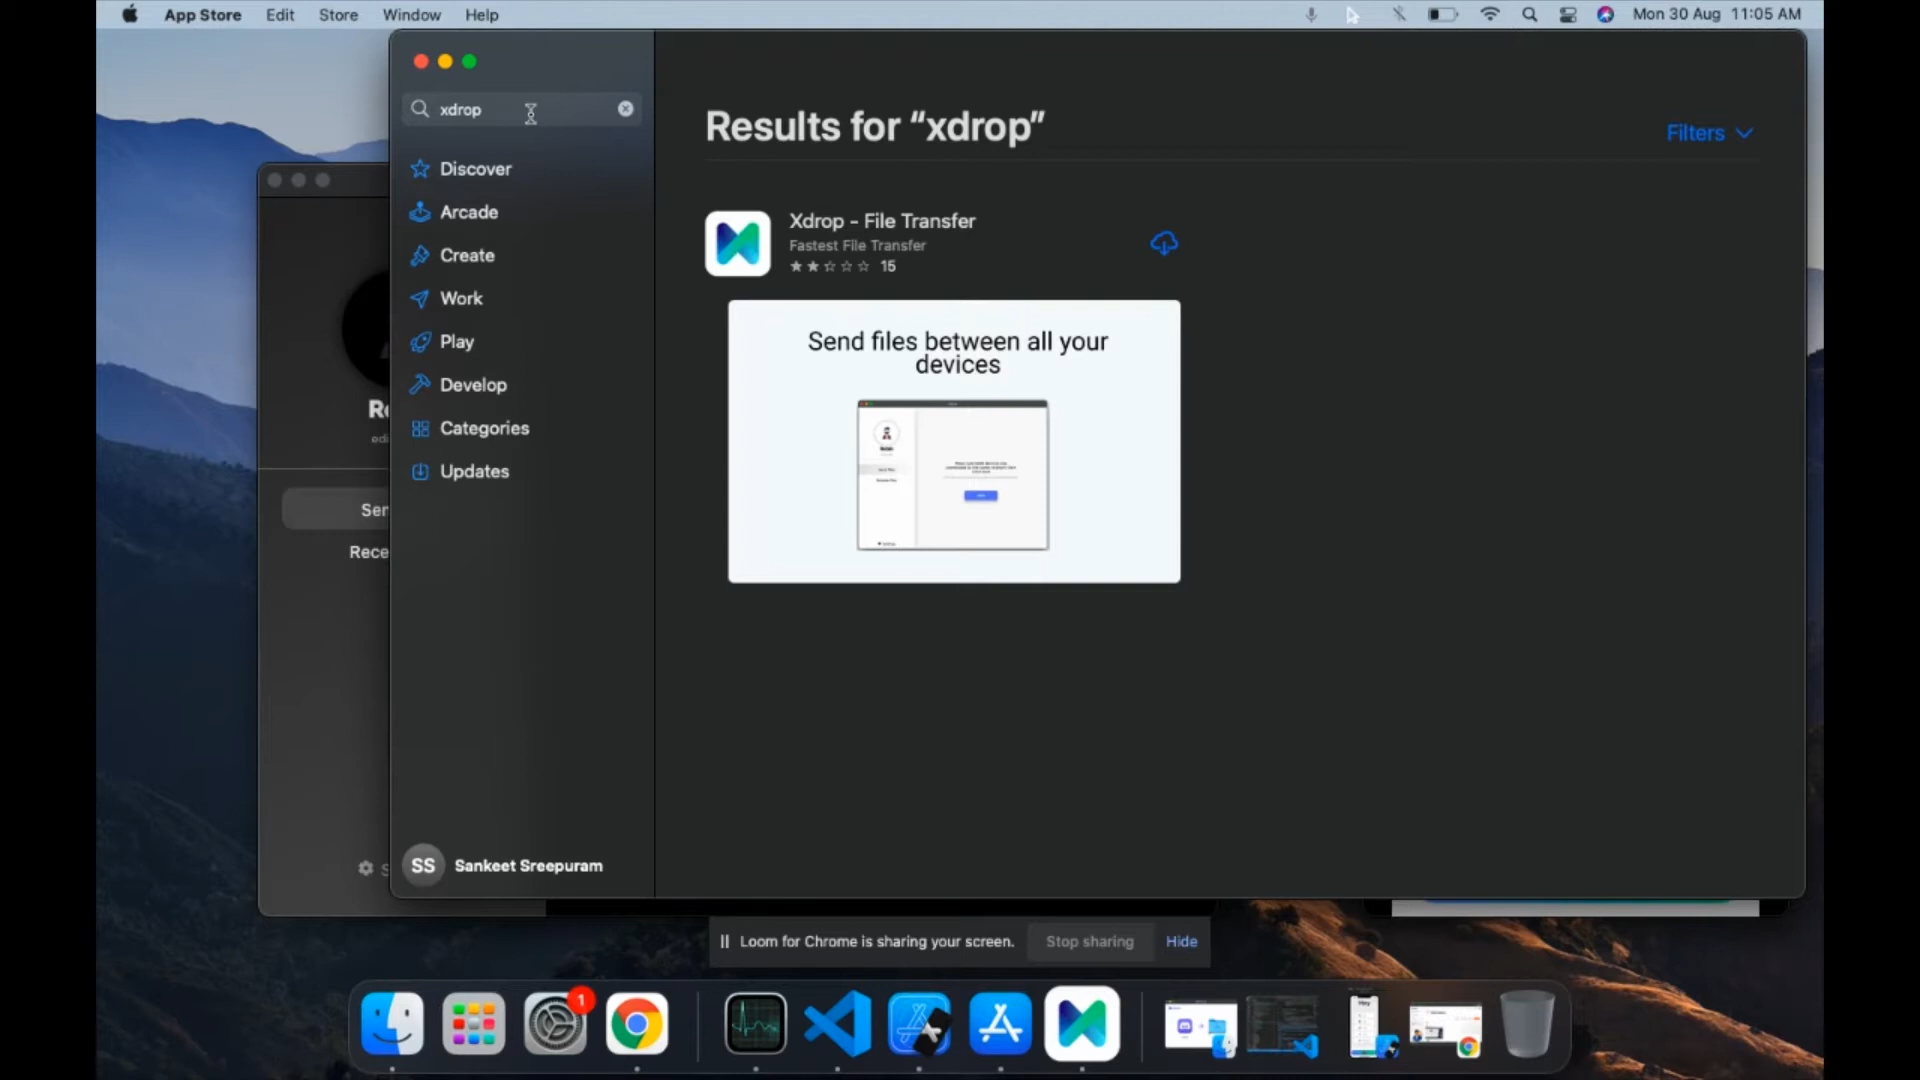 App Store Edit Store Window Help Mon 30 Aug 11:05 AM
xdrop
Discover
Arcade
Create
Work
Play
Develop
Categories
Updates
Sankeet Sreepuram
SS
Results for “xdrop”
Filters
Xdrop - File Transfer
Fastest File Transfer
15
Send files between all your
devices
Loom for Chrome is sharing your screen. Stop sharing Hide
1